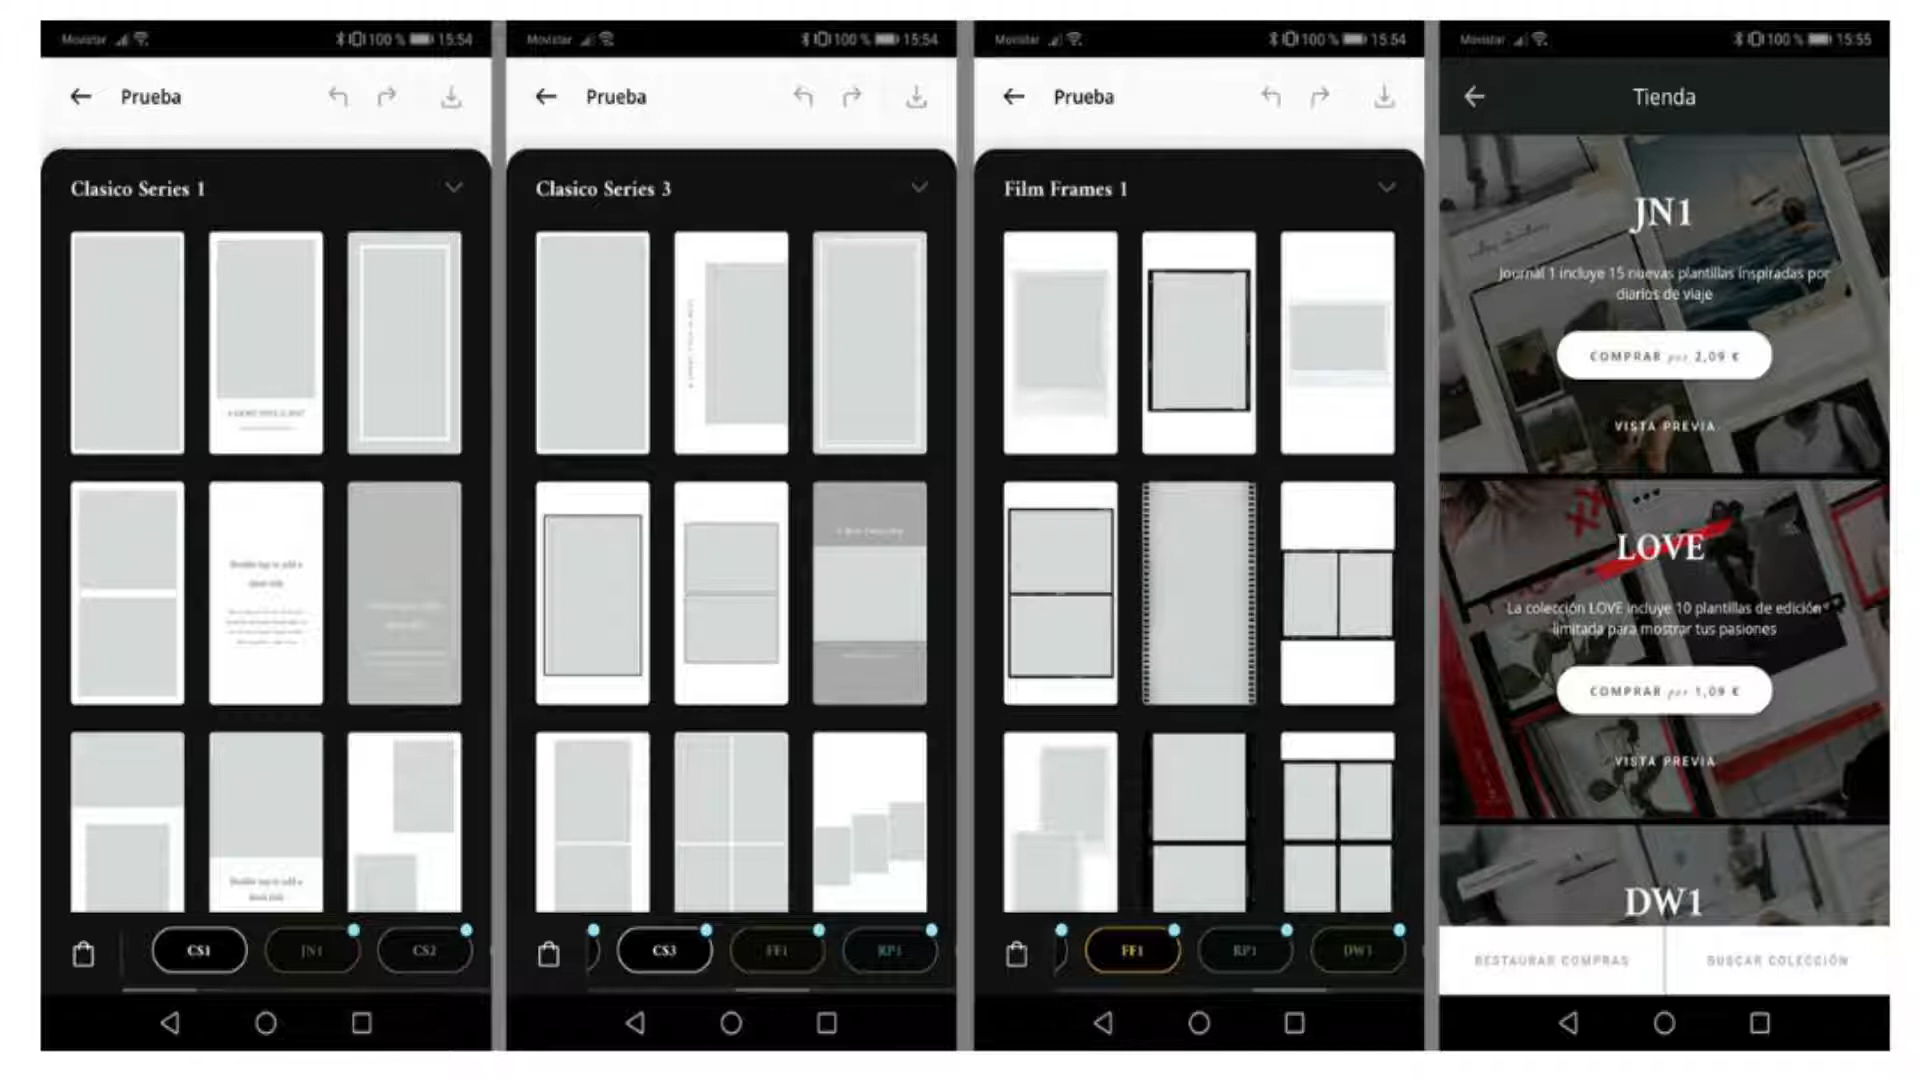 Movistar 100 % 15:54
Prueba
Clasico Series 1
CS1 JN1 CS2
Movistar 100 % 15:54
Prueba
Clasico Series 3
CS3 FF1 RP1
Movistar 100 % 15:54
Prueba
Film Frames 1
FF1 RP1 DW1
Movistar 100 % 15:55
Tienda
JN1
Journal 1 incluye 15 nuevas plantillas inspiradas por
diarios de viaje
COMPRAR por 2,09 €
VISTA PREVIA
LOVE
La colección LOVE incluye 10 plantillas de edición
limitada para mostrar tus pasiones
COMPRAR por 1,09 €
VISTA PREVIA
DW1
RESTAURAR COMPRAS
BUSCAR COLECCIÓN